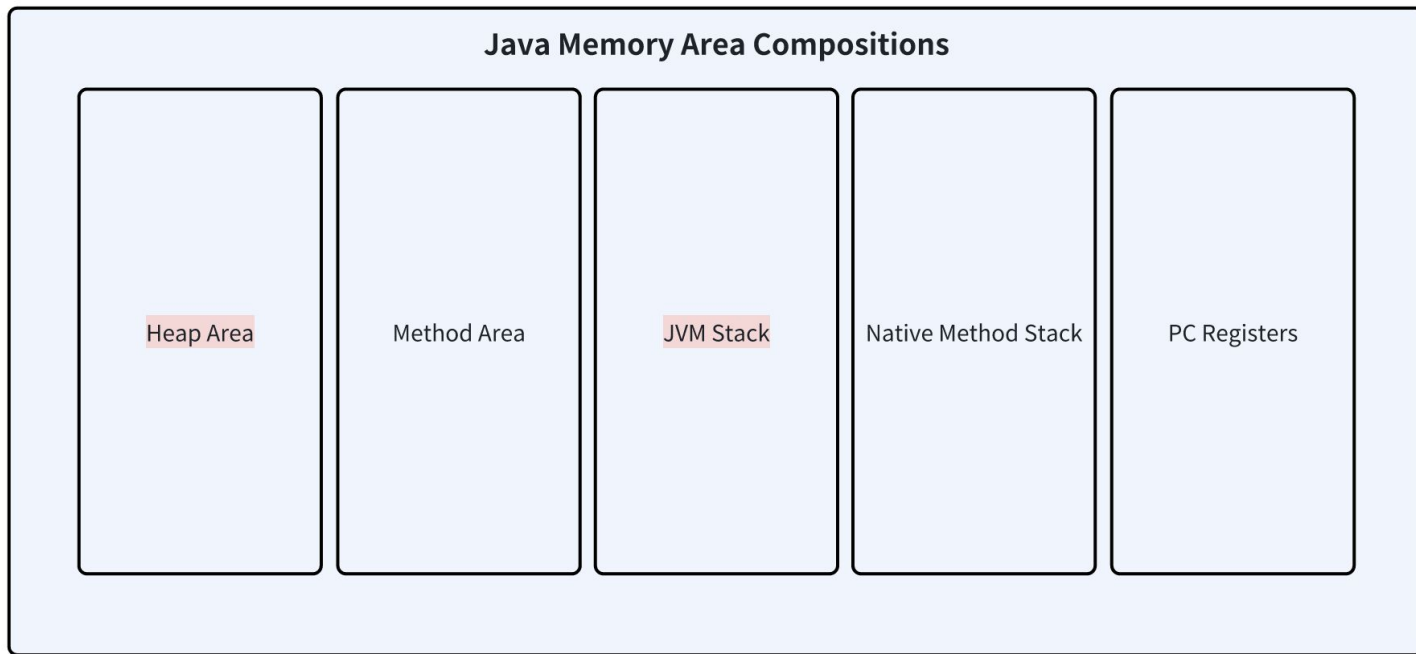 Java Memory Area Compositions
Heap Area
Method Area
JVM Stack
Native Method Stack
PC Registers